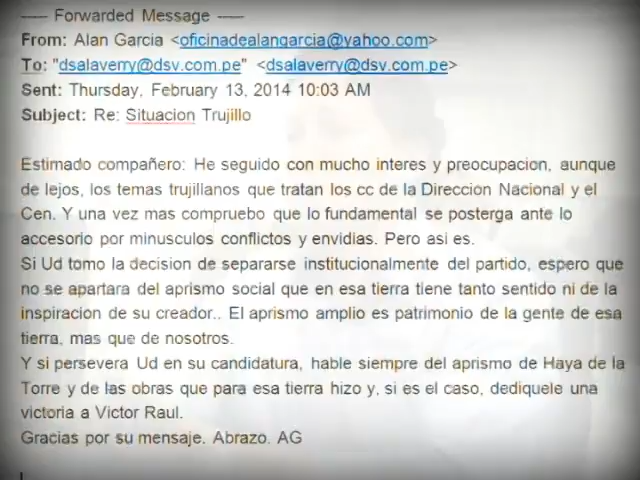 ----- Forwarded Message -----
From: Alan Garcia <oficinadealangarcia@yahoo.com>
To: "dsalaverry@dsv.com.pe" <dsalaverry@dsv.com.pe>
Sent: Thursday, February 13, 2014 10:03 AM
Subject: Re: Situacion Trujillo
Estimado compañero: He seguido con mucho interes y preocupacion, aunque
de lejos, los temas trujillanos que tratan los cc de la Direccion Nacional y el
Cen. Y una vez mas compruebo que lo fundamental se posterga ante lo
accesorio por minusculos conflictos y envidias. Pero asi es.
Si Ud tomo la decision de separarse institucionalmente del partido, espero que
no se apartara del aprismo social que en esa tierra tiene tanto sentido ni de la
inspiracion de su creador.. El aprismo amplio es patrimonio de la gente de esa
tierra, mas que de nosotros.
Y si persevera Ud en su candidatura, hable siempre del aprismo de Haya de la
Torre y de las obras que para esa tierra hizo y, si es el caso, dediquele una
victoria a Victor Raul.
Gracias por su mensaje. Abrazo. AG